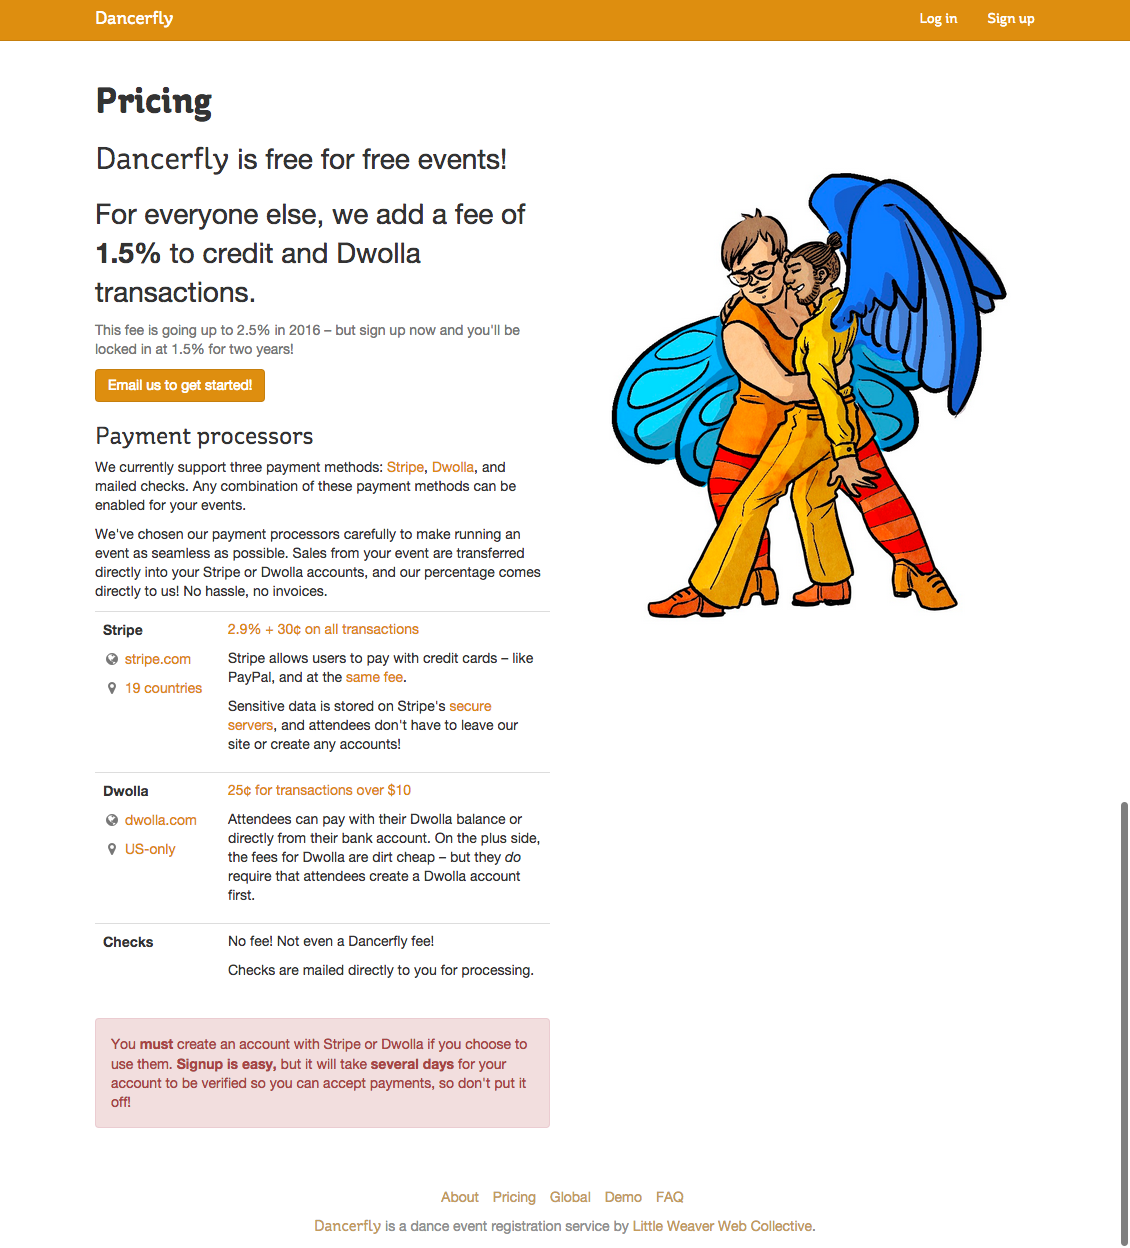 Dancerfly
Log in
Sign up
Pricing
Dancerfly is free for free events!
For everyone else, we add a fee of
1.5% to credit and Dwolla
transactions.
This fee is going up to 2.5% in 2016 – but sign up now and you'll be
locked in at 1.5% for two years!
Email us to get started!
Payment processors
We currently support three payment methods: Stripe, Dwolla, and
mailed checks. Any combination of these payment methods can be
enabled for your events.
We've chosen our payment processors carefully to make running an
event as seamless as possible. Sales from your event are transferred
directly into your Stripe or Dwolla accounts, and our percentage comes
directly to us! No hassle, no invoices.
Stripe
stripe.com
19 countries
2.9% + 30¢ on all transactions
Stripe allows users to pay with credit cards – like
PayPal, and at the same fee.
Sensitive data is stored on Stripe's secure
servers, and attendees don't have to leave our
site or create any accounts!
Dwolla
dwolla.com
US-only
25¢ for transactions over $10
Attendees can pay with their Dwolla balance or
directly from their bank account. On the plus side,
the fees for Dwolla are dirt cheap – but they do
require that attendees create a Dwolla account
first.
Checks
No fee! Not even a Dancerfly fee!
Checks are mailed directly to you for processing.
You must create an account with Stripe or Dwolla if you choose to
use them. Signup is easy, but it will take several days for your
account to be verified so you can accept payments, so don't put it
off!
About Pricing Global Demo FAQ
Dancerfly is a dance event registration service by Little Weaver Web Collective.